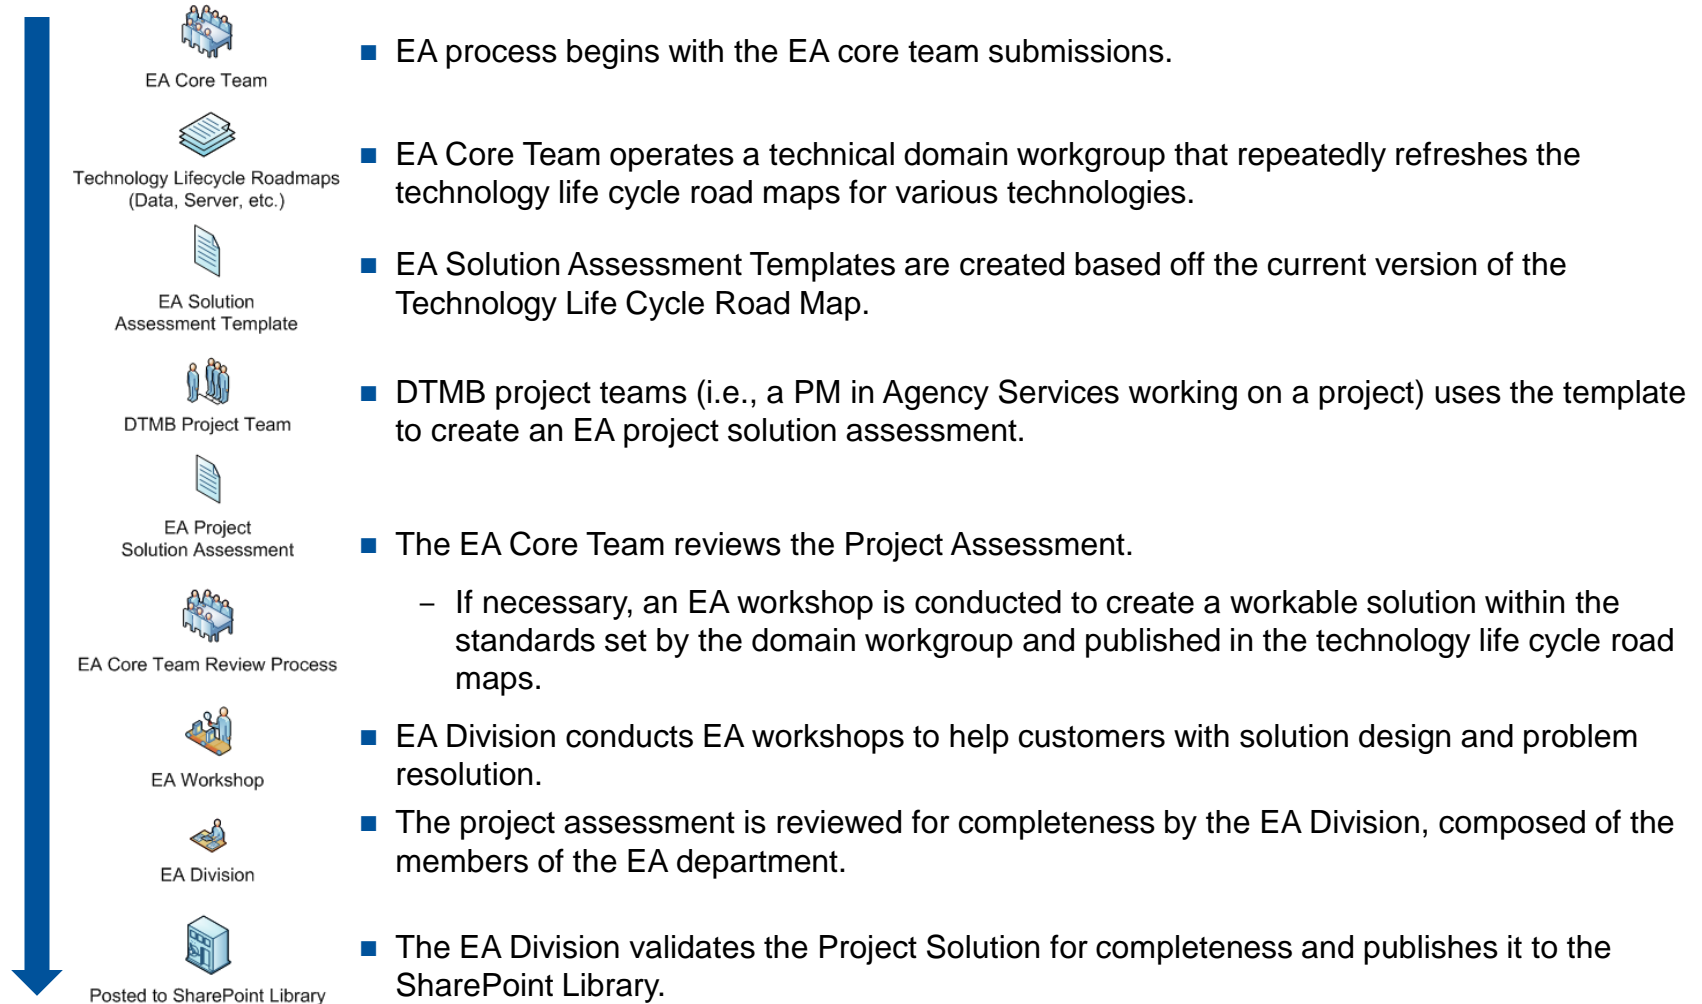 EA Core Team
■ EA process begins with the EA core team submissions.
Technology Lifecycle Roadmaps
(Data, Server, etc.)
■ EA Core Team operates a technical domain workgroup that repeatedly refreshes the
technology life cycle road maps for various technologies.
EA Solution
Assessment Template
■ EA Solution Assessment Templates are created based off the current version of the
Technology Life Cycle Road Map.
DTMB Project Team
■ DTMB project teams (i.e., a PM in Agency Services working on a project) uses the template
to create an EA project solution assessment.
EA Project
Solution Assessment
■ The EA Core Team reviews the Project Assessment.
EA Core Team Review Process
– If necessary, an EA workshop is conducted to create a workable solution within the
standards set by the domain workgroup and published in the technology life cycle road
maps.
EA Workshop
■ EA Division conducts EA workshops to help customers with solution design and problem
resolution.
EA Division
■ The project assessment is reviewed for completeness by the EA Division, composed of the
members of the EA department.
Posted to SharePoint Library
■ The EA Division validates the Project Solution for completeness and publishes it to the
SharePoint Library.